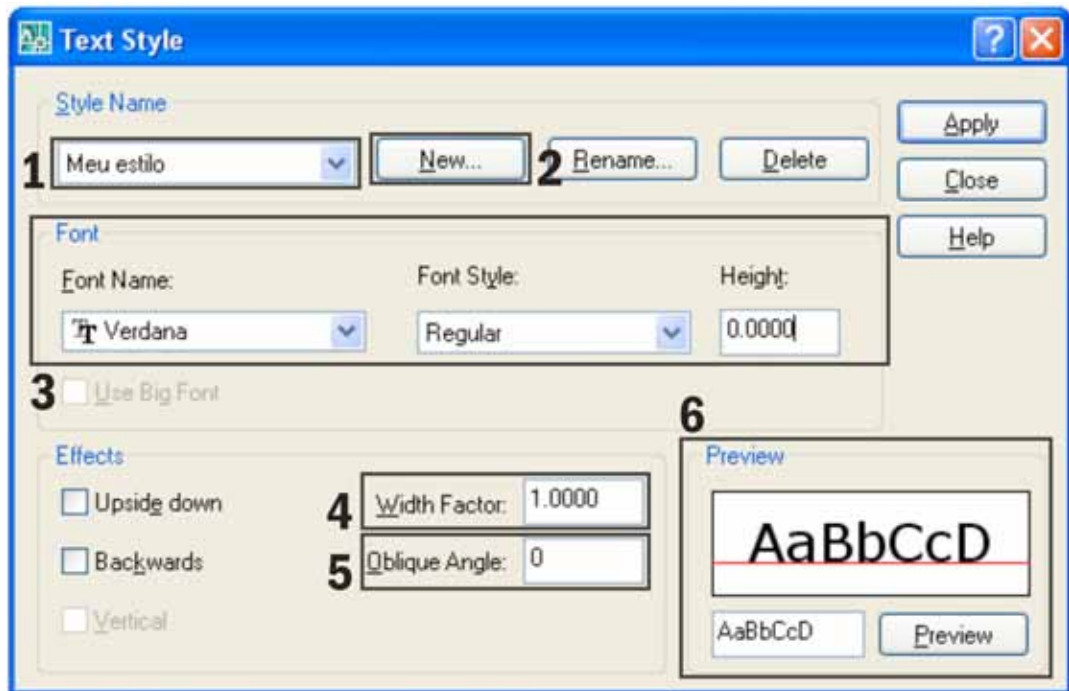 Text Style
Style Name
1 Meu estilo New... 2 Rename... Delete
Apply
Close
Help
Font
Font Name: Font Style: Height:
Verdana Regular 0.0000
3 Use Big Font
Effects
Upside down
Backwards
Vertical
4 Width Factor: 1.0000
5 Oblique Angle: 0
6
Preview
AaBbCcD
AaBbCcD Preview